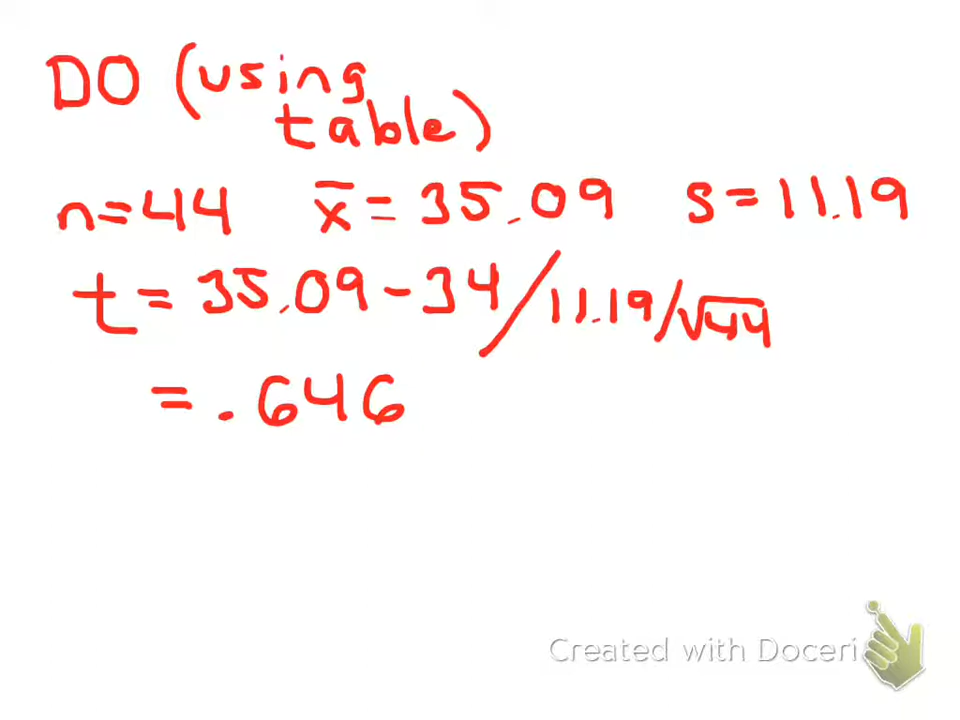 DO (using
table)
n=44 x̄=35.09 s=11.19
t=35.09-34/11.19/√44
=.646
Created with Doceri